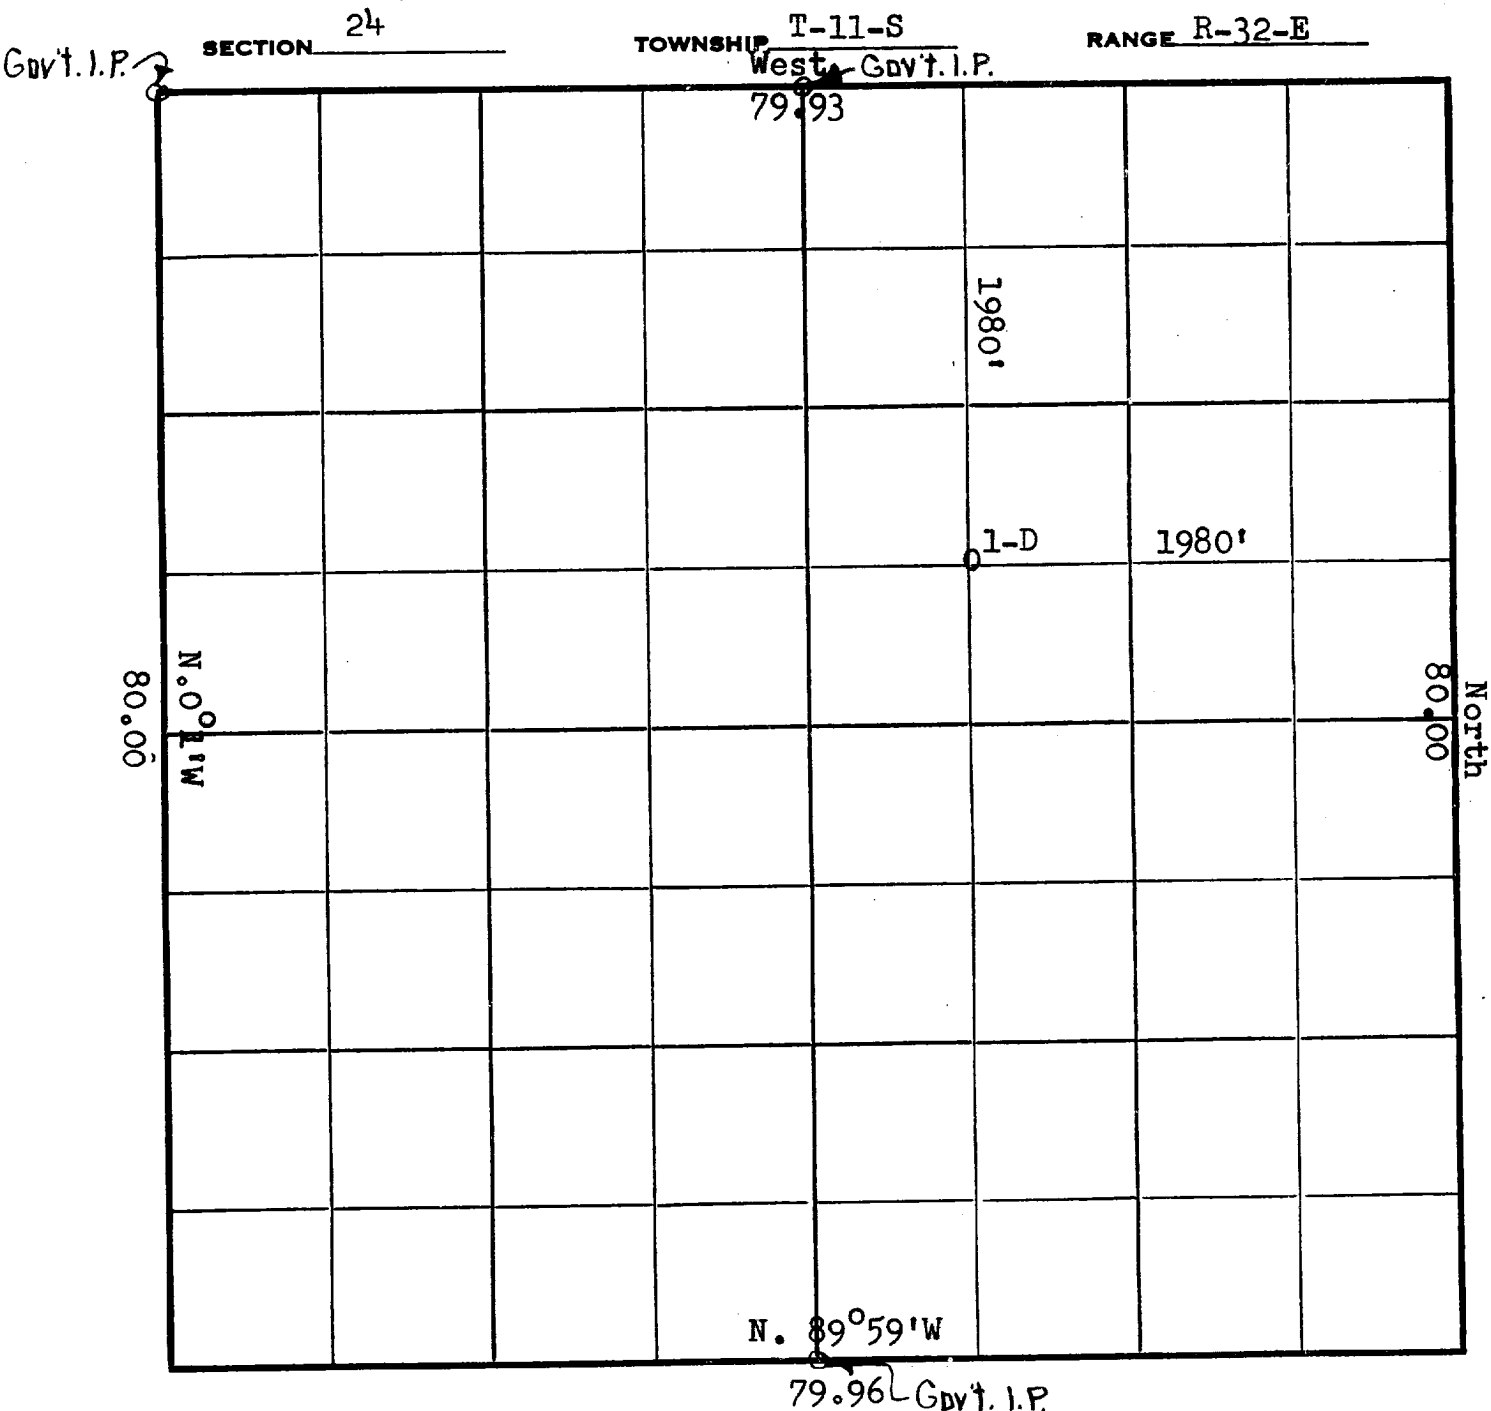 SECTION 24 TOWNSHIP T-11-S RANGE R-32-E
Gov't. I.P.
West Gov't. I.P.
79.93
1980'
1-D 1980'
N.0°1'W
80.00
80.00
North
N. 89°59'W
79.96 Gov't. I.P.